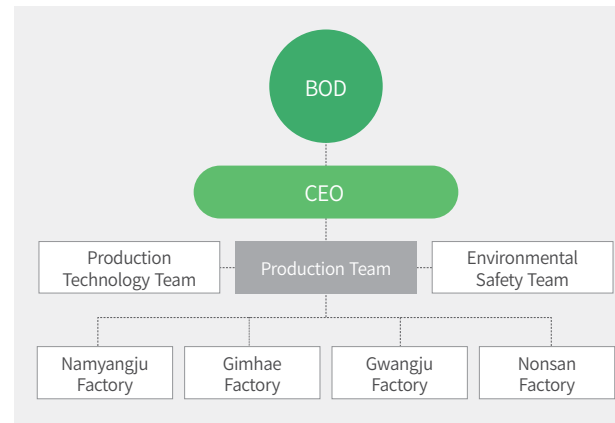 BOD
CEO
Production
Technology Team
Production Team
Environmental
Safety Team
Namyangju
Factory
Gimhae
Factory
Gwangju
Factory
Nonsan
Factory